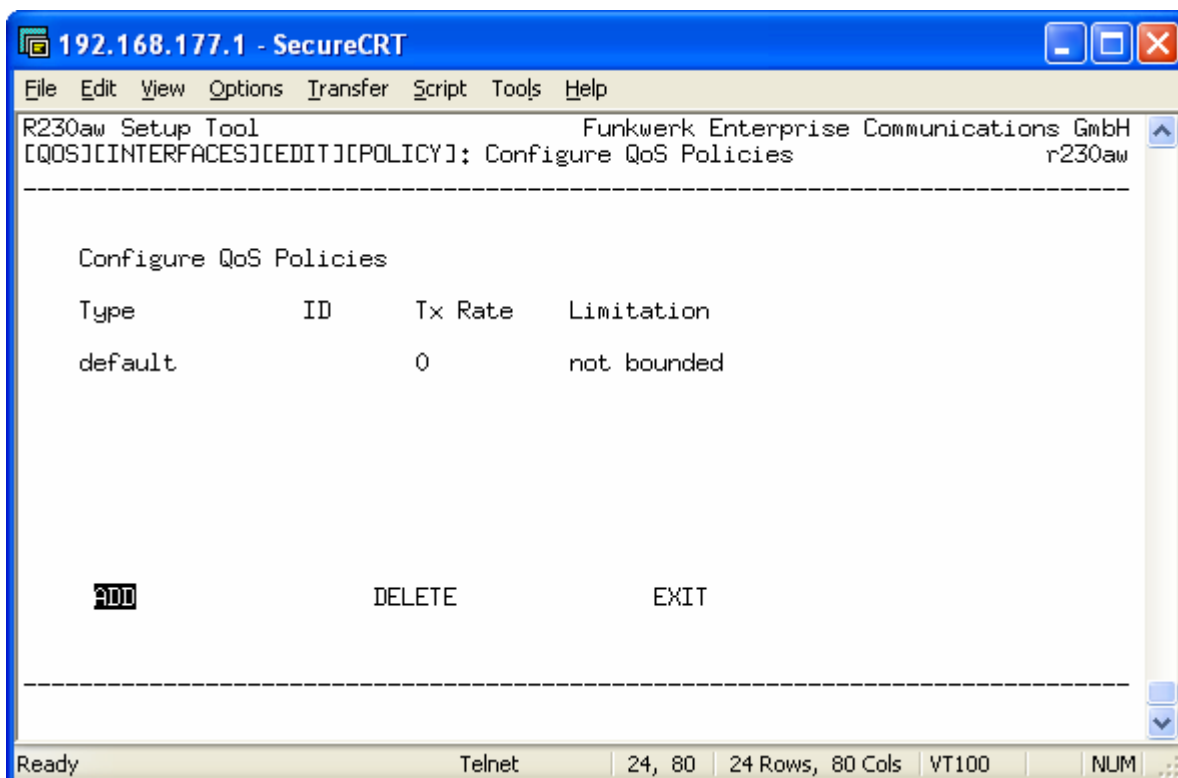 192.168.177.1 - SecureCRT
File Edit View Options Transfer Script Tools Help
R230aw Setup Tool Funkwerk Enterprise Communications GmbH
[QOS][INTERFACES][EDIT][POLICY]: Configure QoS Policies r230aw
Configure QoS Policies
Type ID Tx Rate Limitation
default 0 not bounded
ADD DELETE EXIT
Ready Telnet 24, 80 24 Rows, 80 Cols VT100 NUM